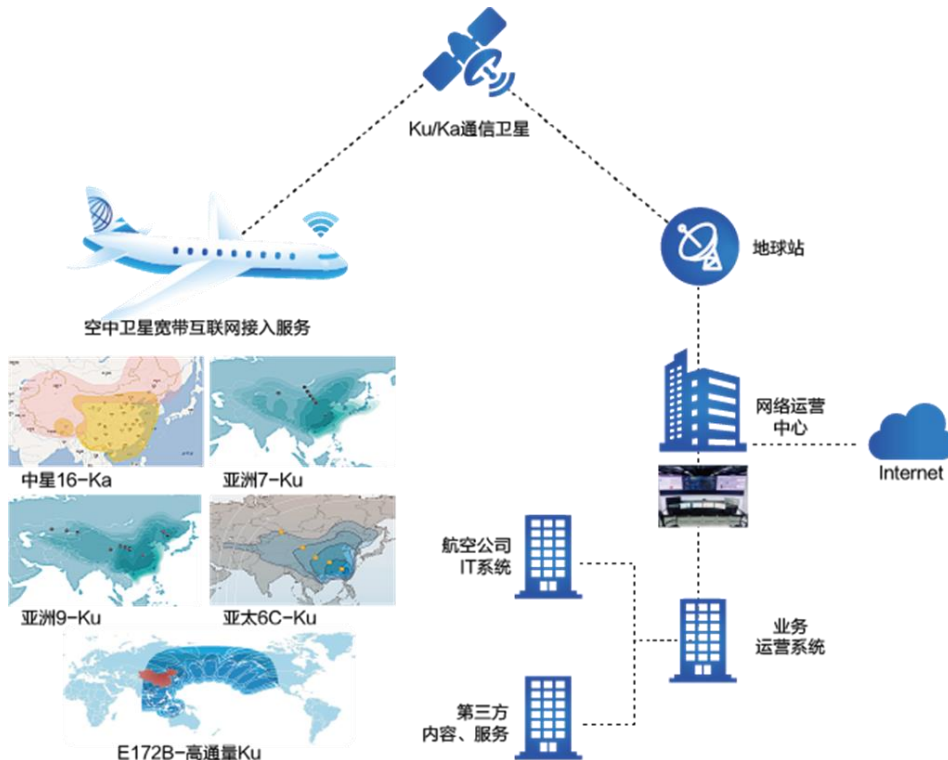 Ku/Ka通信卫星
地球站
空中卫星宽带互联网接入服务
中星16-Ka
亚洲7-Ku
亚洲9-Ku
亚太6C-Ku
E172B-高通量Ku
网络运营
中心
Internet
航空公司
IT系统
业务
运营系统
第三方
内容、服务